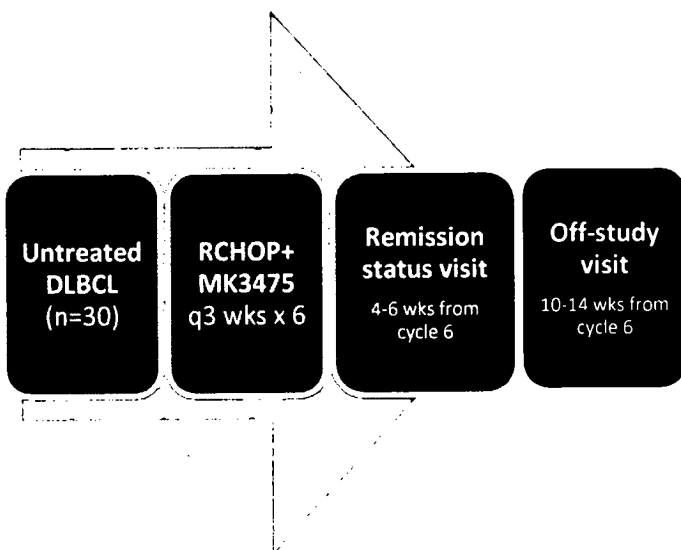 Untreated
DLBCL
(n=30)
RCHOP+
MK3475
q3 wks x 6
Remission
status visit
4-6 wks from
cycle 6
Off-study
visit
10-14 wks from
cycle 6